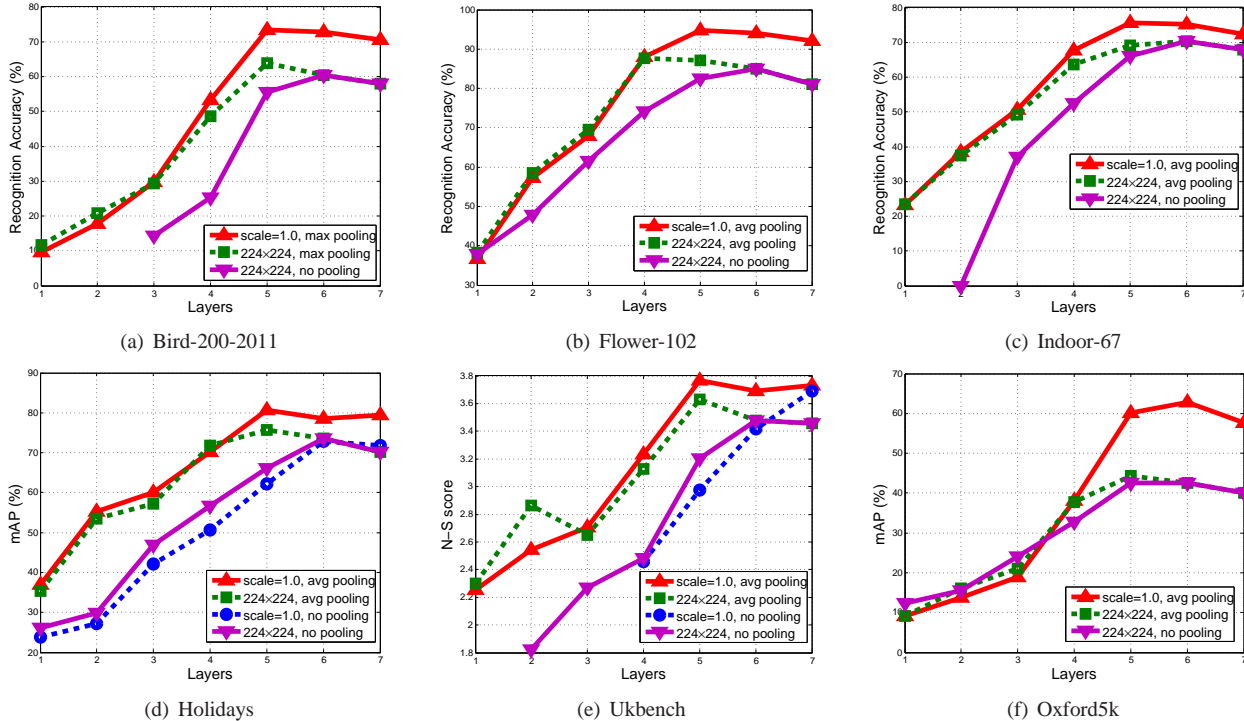 80
70
60
50
40
30
20
10
0
1 2 3 4 5 6 7
Recognition Accuracy (%)
Layers
scale=1.0, max pooling
224×224, max pooling
224×224, no pooling
(a) Bird-200-2011
100
90
80
70
60
50
40
30
1 2 3 4 5 6 7
Recognition Accuracy (%)
Layers
scale=1.0, avg pooling
224×224, avg pooling
224×224, no pooling
(b) Flower-102
80
70
60
50
40
30
20
10
0
1 2 3 4 5 6 7
Recognition Accuracy (%)
Layers
scale=1.0, avg pooling
224×224, avg pooling
224×224, no pooling
(c) Indoor-67
90
80
70
60
50
40
30
20
1 2 3 4 5 6 7
mAP (%)
Layers
scale=1.0, avg pooling
224×224, avg pooling
scale=1.0, no pooling
224×224, no pooling
(d) Holidays
3.8
3.6
3.4
3.2
3
2.8
2.6
2.4
2.2
2
1.8
1 2 3 4 5 6 7
N−S score
Layers
scale=1.0, avg pooling
224×224, avg pooling
scale=1.0, no pooling
224×224, no pooling
(e) Ukbench
70
60
50
40
30
20
10
0
1 2 3 4 5 6 7
mAP (%)
Layers
scale=1.0, avg pooling
224×224, avg pooling
224×224, no pooling
(f) Oxford5k